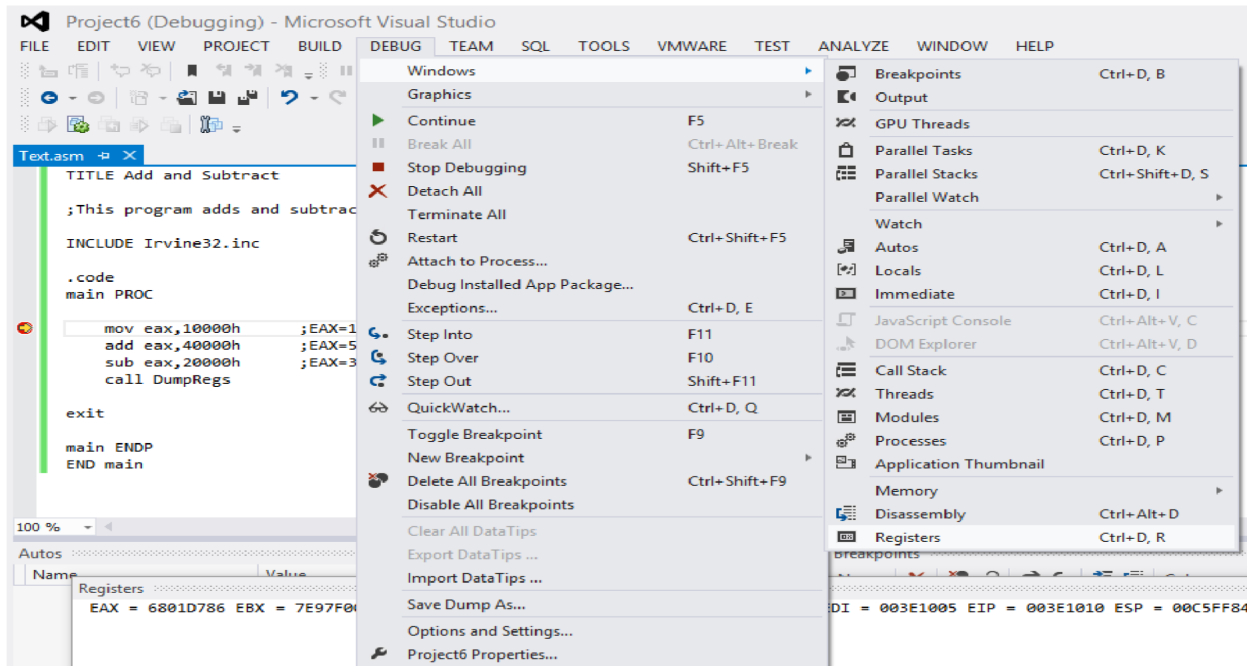 Project6 (Debugging) - Microsoft Visual Studio
FILE EDIT VIEW PROJECT BUILD DEBUG TEAM SQL TOOLS VMWARE TEST ANALYZE WINDOW HELP
Text.asm
TITLE Add and Subtract
;This program adds and subtrac
INCLUDE Irvine32.inc
.code
main PROC
mov eax,10000h ;EAX=1
add eax,40000h ;EAX=5
sub eax,20000h ;EAX=3
call DumpRegs
exit
main ENDP
END main
100 %
Autos
Name Value
Registers
EAX = 6801D786 EBX = 7E97F0
Windows
Graphics
Continue F5
Break All Ctrl+Alt+Break
Stop Debugging Shift+F5
Detach All
Terminate All
Restart Ctrl+Shift+F5
Attach to Process...
Debug Installed App Package...
Exceptions... Ctrl+D, E
Step Into F11
Step Over F10
Step Out Shift+F11
QuickWatch... Ctrl+D, Q
Toggle Breakpoint F9
New Breakpoint
Delete All Breakpoints Ctrl+Shift+F9
Disable All Breakpoints
Clear All DataTips
Export DataTips ...
Import DataTips ...
Save Dump As...
Options and Settings...
Project6 Properties...
Breakpoints Ctrl+D, B
Output
GPU Threads
Parallel Tasks Ctrl+D, K
Parallel Stacks Ctrl+Shift+D, S
Parallel Watch
Watch
Autos Ctrl+D, A
Locals Ctrl+D, L
Immediate Ctrl+D, I
JavaScript Console Ctrl+Alt+V, C
DOM Explorer Ctrl+Alt+V, D
Call Stack Ctrl+D, C
Threads Ctrl+D, T
Modules Ctrl+D, M
Processes Ctrl+D, P
Application Thumbnail
Memory
Disassembly Ctrl+Alt+D
Registers Ctrl+D, R
Breakpoints
DI = 003E1005 EIP = 003E1010 ESP = 00C5FF84